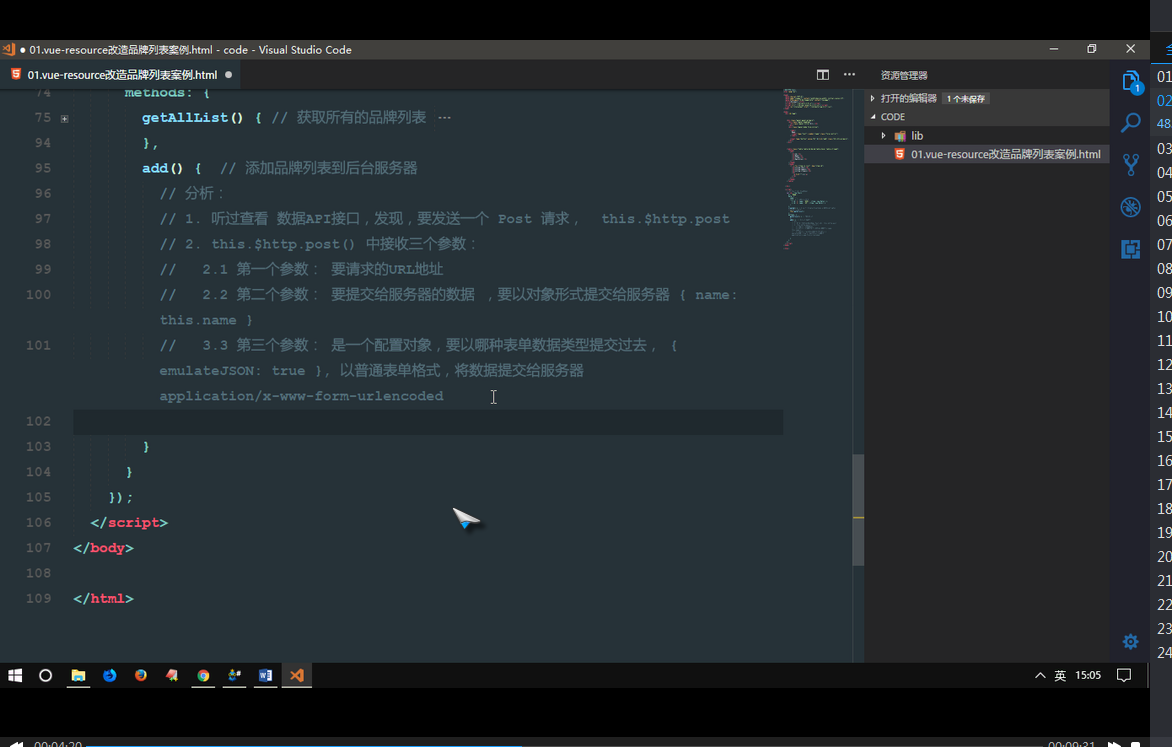 ● 01.vue-resource改造品牌列表案例.html - code - Visual Studio Code
01.vue-resource改造品牌列表案例.html ●
74 methods: {
75 getAllList() { // 获取所有的品牌列表 ···
94 },
95 add() { // 添加品牌列表到后台服务器
96 // 分析：
97 // 1. 听过查看 数据API接口，发现，要发送一个 Post 请求， this.$http.post
98 // 2. this.$http.post() 中接收三个参数：
99 // 2.1 第一个参数： 要请求的URL地址
100 // 2.2 第二个参数： 要提交给服务器的数据 ，要以对象形式提交给服务器 { name:
this.name }
101 // 3.3 第三个参数： 是一个配置对象，要以哪种表单数据类型提交过去， {
emulateJSON: true }, 以普通表单格式，将数据提交给服务器
application/x-www-form-urlencoded
102
103 }
104 }
105 });
106 </script>
107 </body>
108
109 </html>
资源管理器
打开的编辑器 1 个未保存
CODE
lib
01.vue-resource改造品牌列表案例.html
1
01
02
48
03
04
05
06
07
08
09
10
11
12
13
14
15
16
17
18
19
20
21
22
23
24
英 15:05
00:04:20
00:09:31